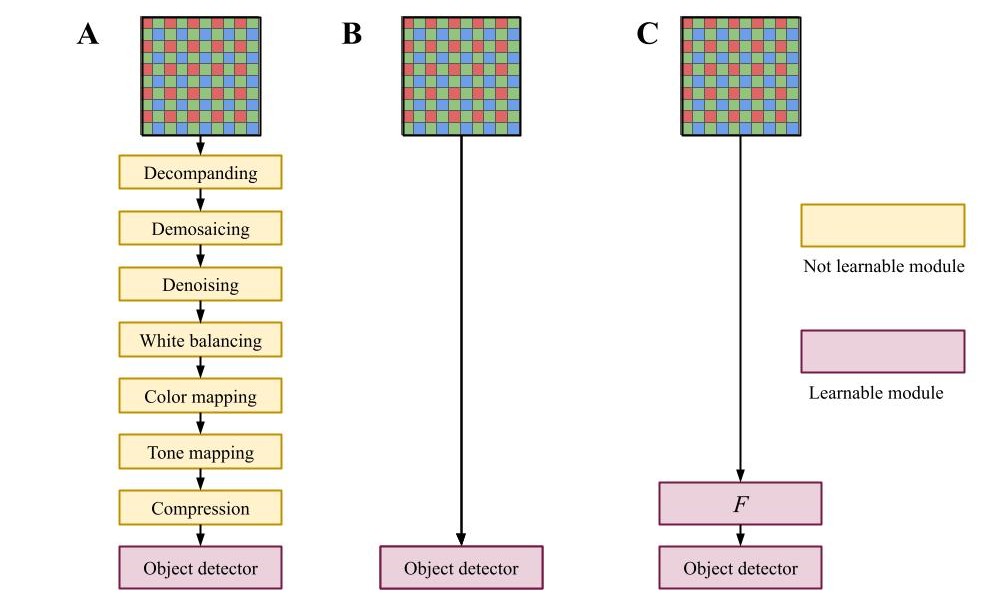 A
B
C
Decompanding
Demosaicing
Denoising
White balancing
Color mapping
Tone mapping
Compression
Object detector
Object detector
F
Object detector
Not learnable module
Learnable module